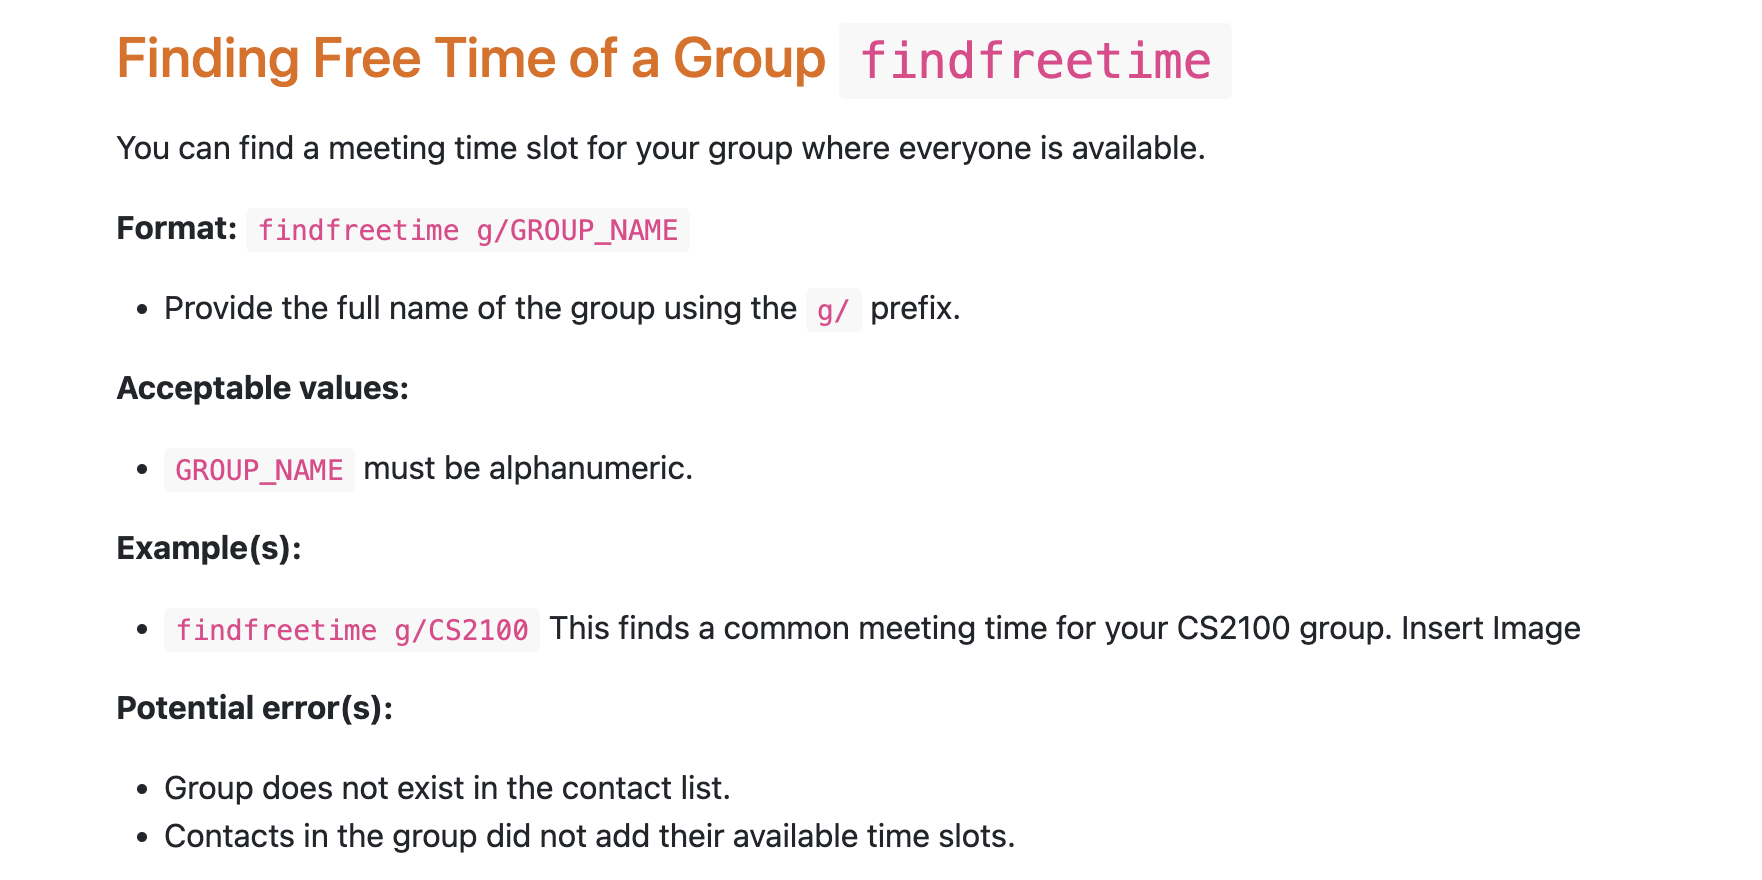 Finding Free Time of a Group findfreetime
You can find a meeting time slot for your group where everyone is available.
Format: findfreetime g/GROUP_NAME
• Provide the full name of the group using the g/ prefix.
Acceptable values:
• GROUP_NAME must be alphanumeric.
Example(s):
• findfreetime g/CS2100 This finds a common meeting time for your CS2100 group. Insert Image
Potential error(s):
• Group does not exist in the contact list.
• Contacts in the group did not add their available time slots.